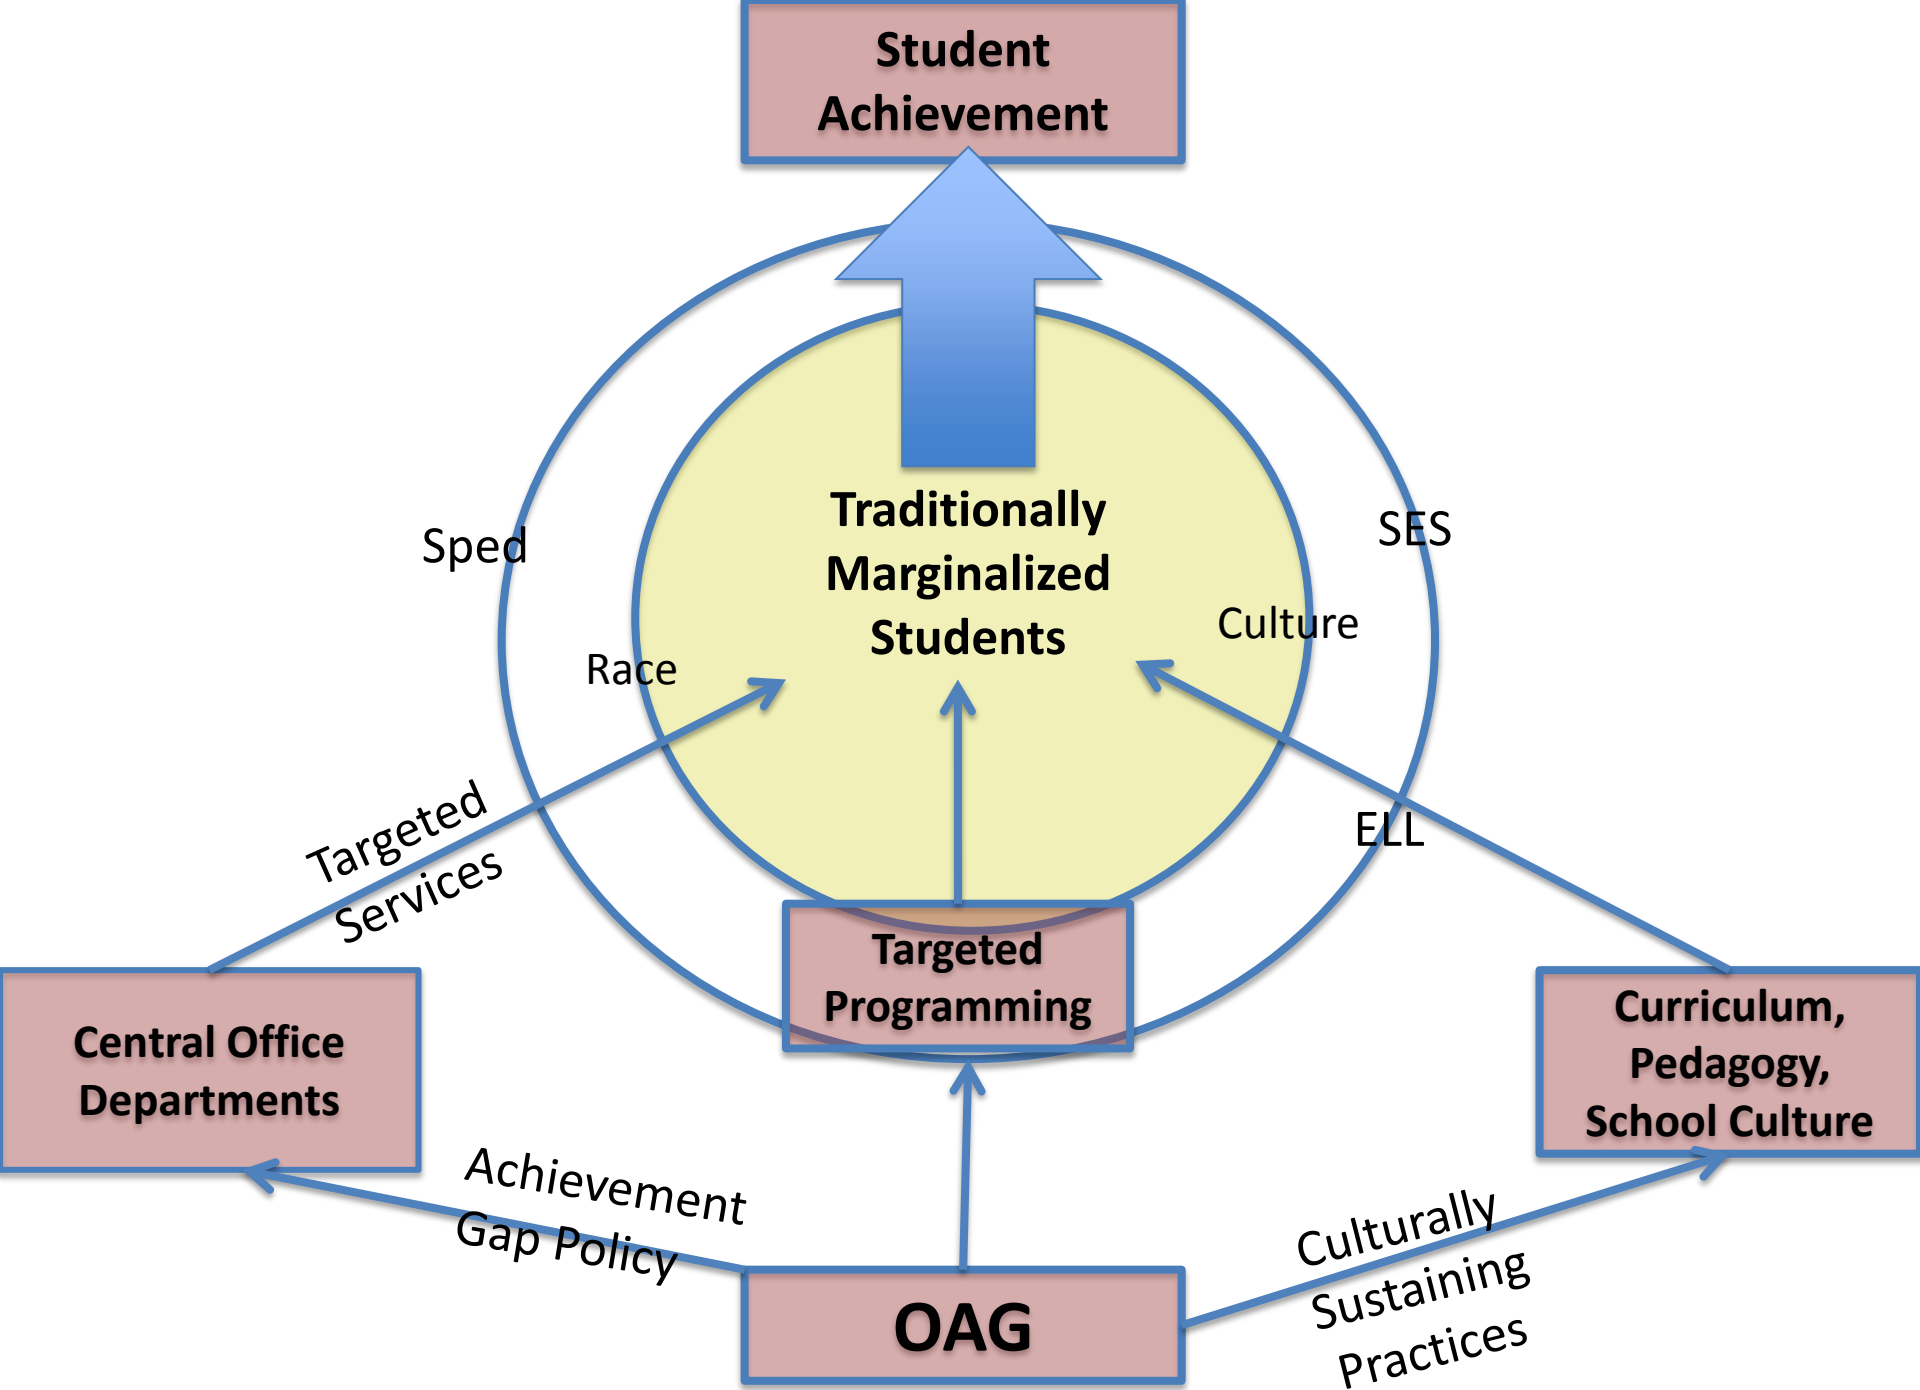 Student
Achievement
Traditionally
Marginalized
Students
Sped
SES
Culture
Race
Targeted
Services
ELL
Targeted
Programming
Central Office
Departments
Curriculum,
Pedagogy,
School Culture
Achievement
Gap Policy
Culturally
Sustaining
Practices
OAG